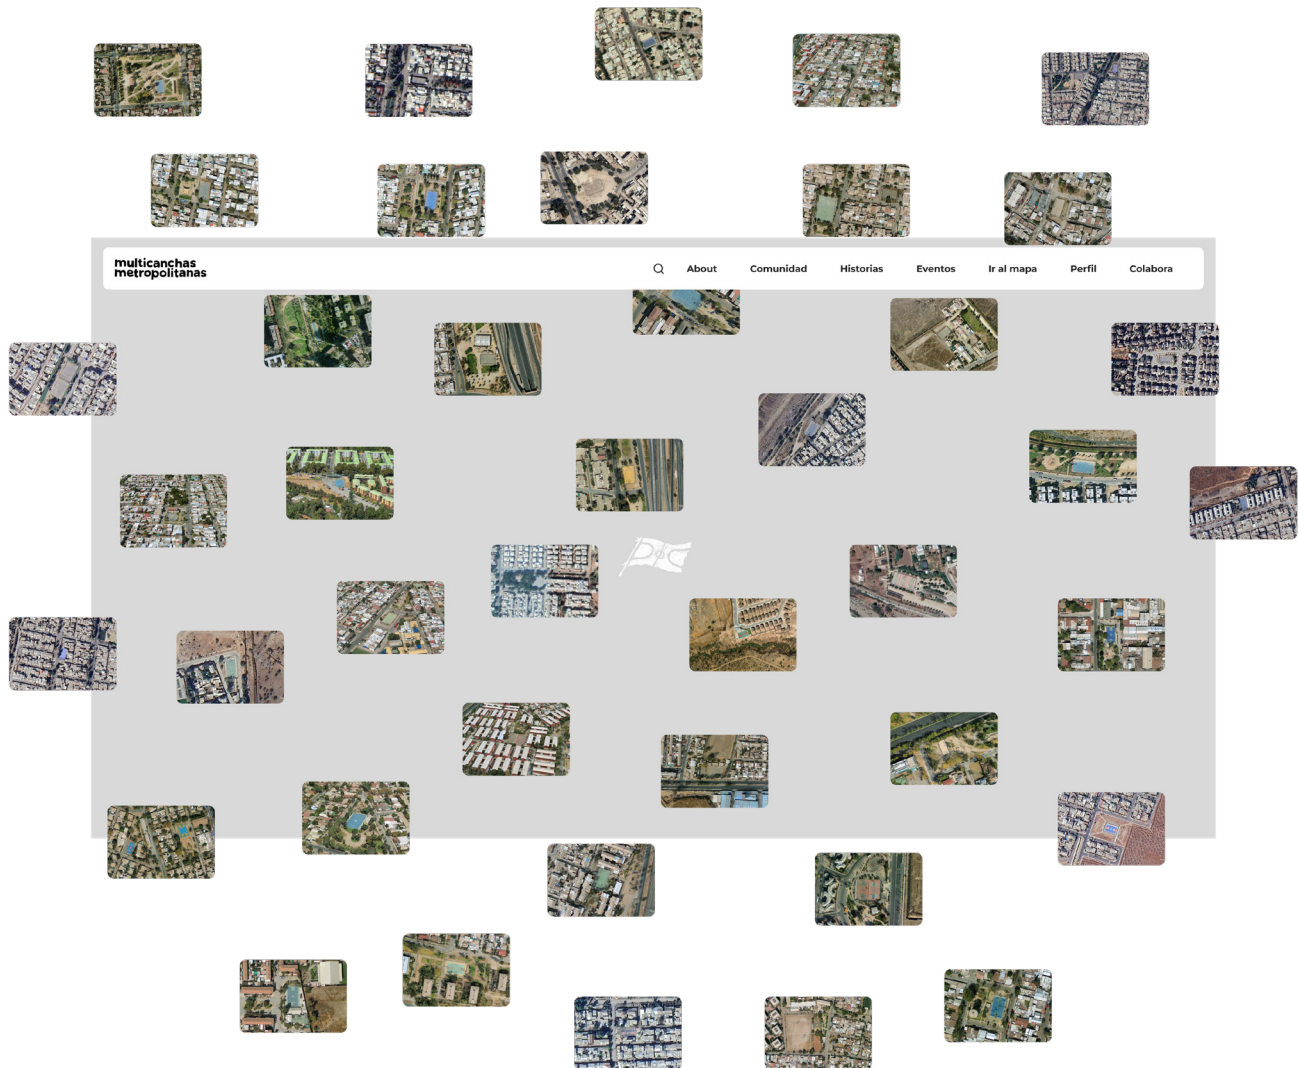 multicanchas
metropolitanas
About Comunidad Historias Eventos Ir al mapa Perfil Colabora